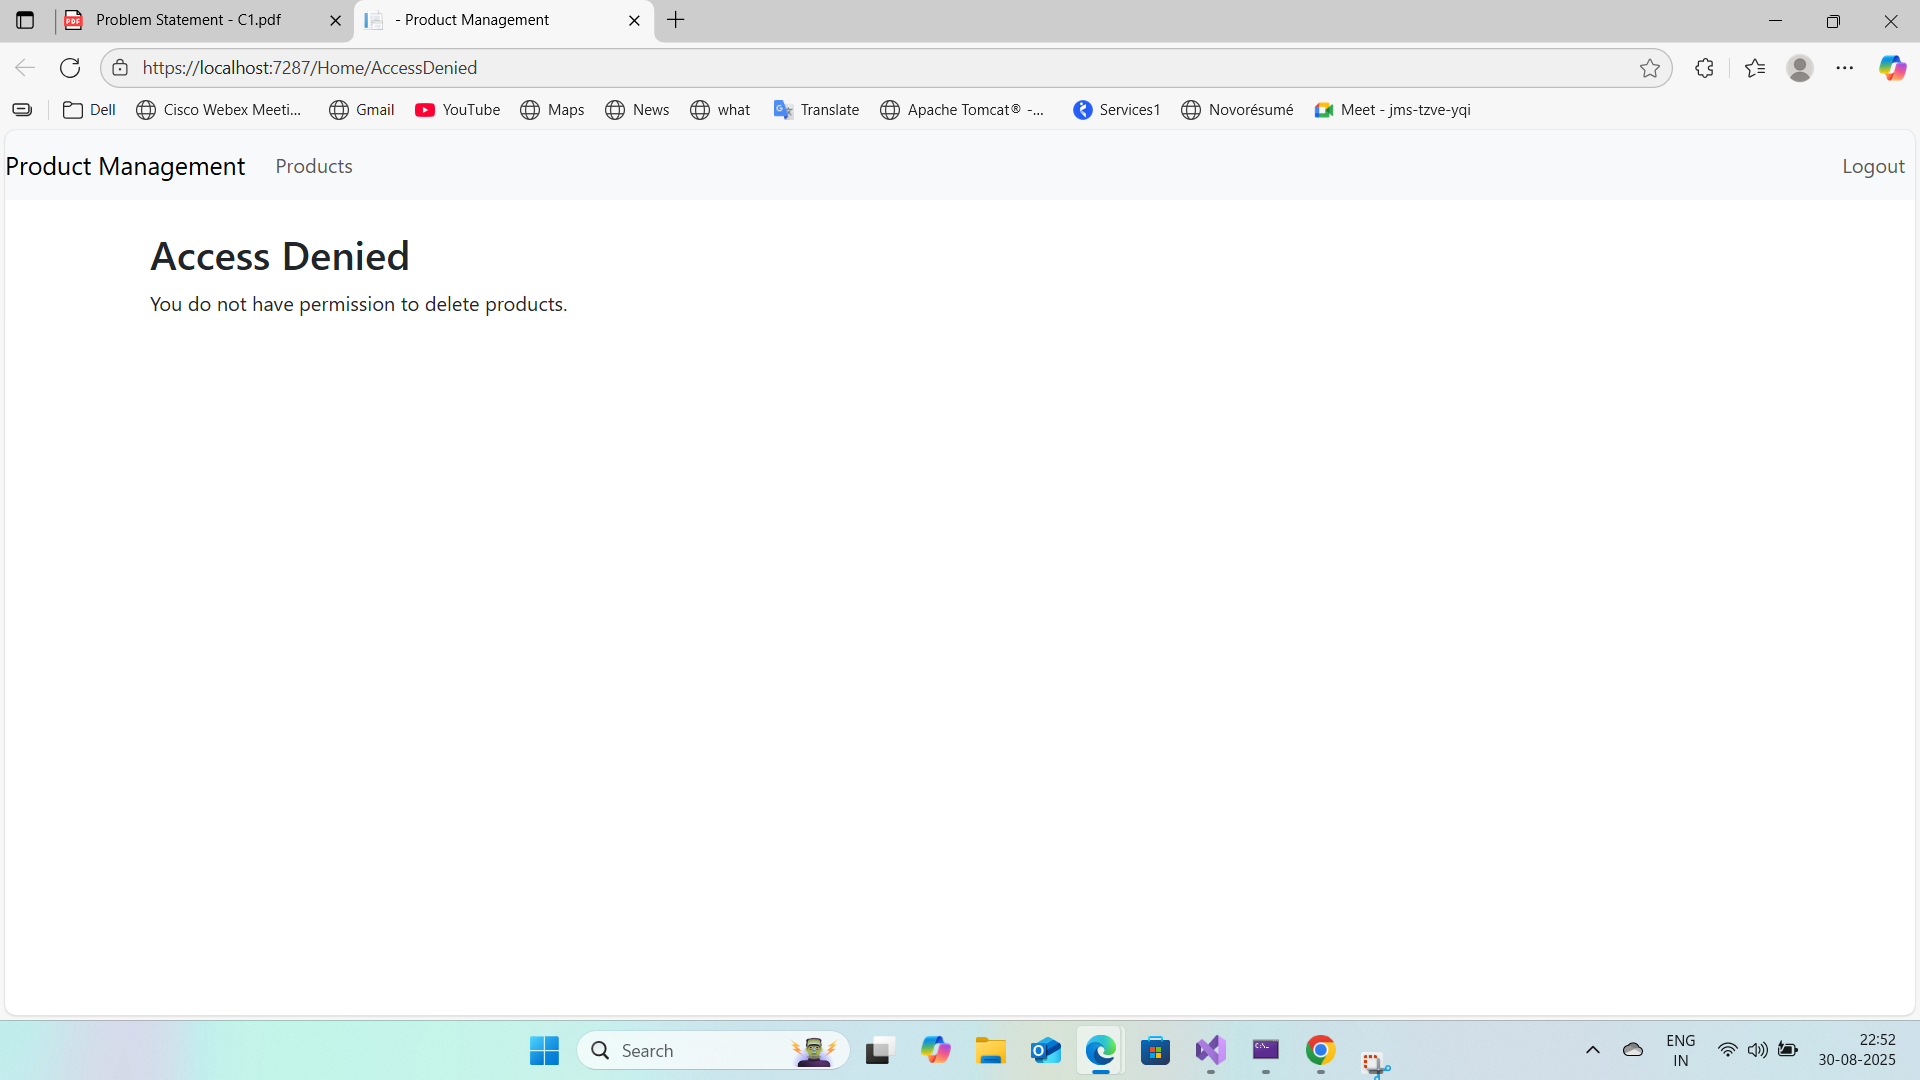 Problem Statement - C1.pdf
- Product Management
https://localhost:7287/Home/AccessDenied
Dell
Cisco Webex Meeti...
Gmail
YouTube
Maps
News
what
Translate
Apache Tomcat® -...
Services1
Novorésumé
Meet - jms-tzve-yqi
Product Management
Products
Logout
Access Denied
You do not have permission to delete products.
Search
ENG
IN
22:52
30-08-2025